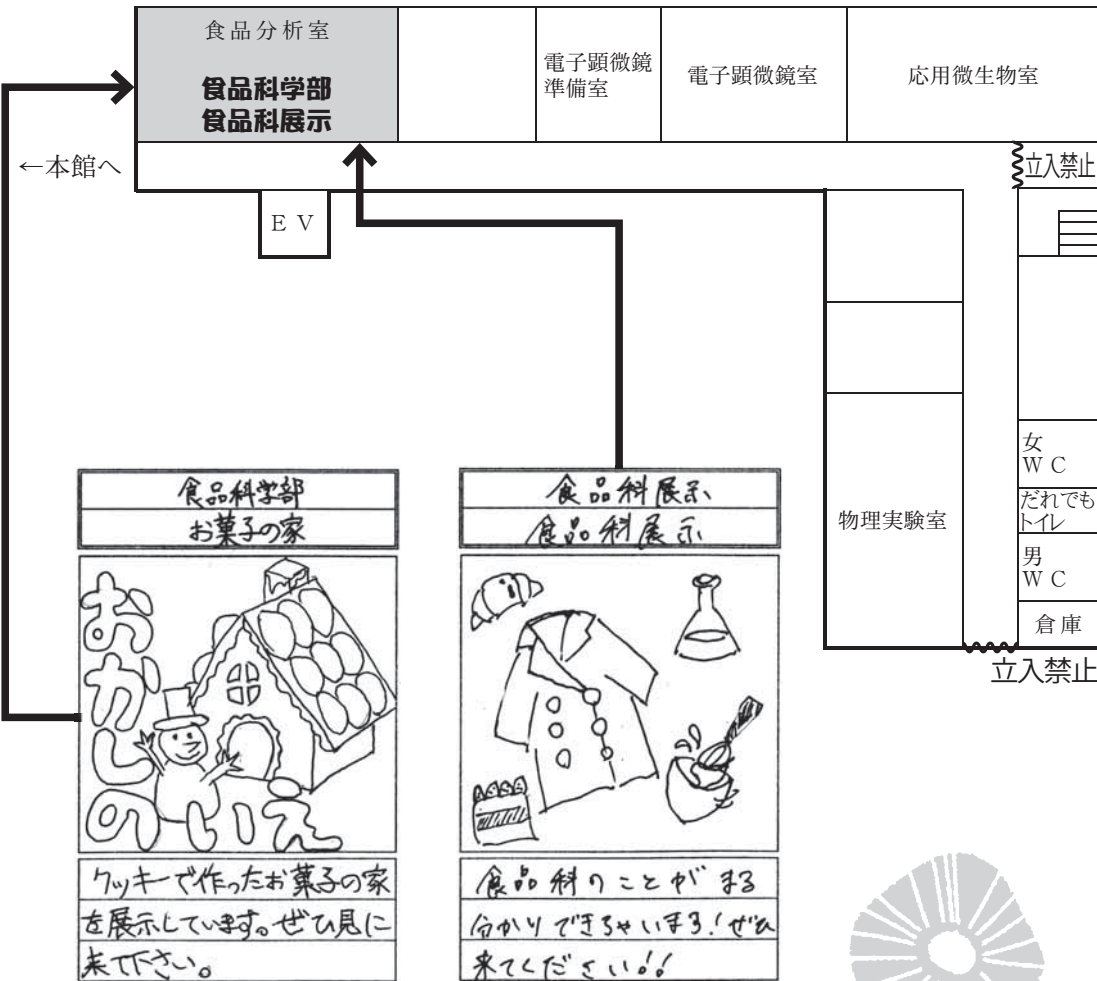 食品分析室
食品科学部
食品科展示
電子顕微鏡
準備室
電子顕微鏡室
応用微生物室
←本館へ
立入禁止
ＥＶ
女
ＷＣ
だれでも
トイレ
男
ＷＣ
倉庫
物理実験室
立入禁止
食品科学部
お菓子の家
おかしの
いえ
クッキーで作ったお菓子の家
を展示しています。ぜひ見に
来て下さい。
食品科展示
食品科展示
食品科のことがまる
分かりできちゃいます！ぜひ
来てください!!